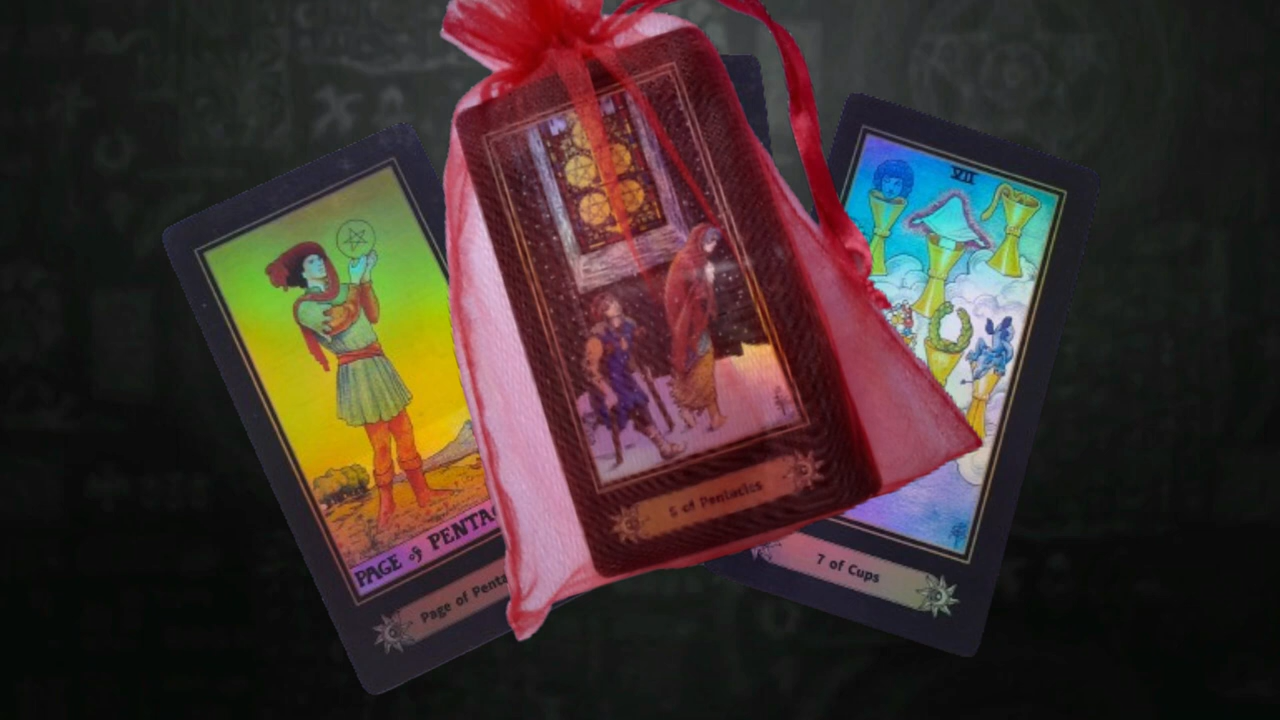 PAGE of PENTAC
Page of Penta
5 of Pentacles
VII
7 of Cups